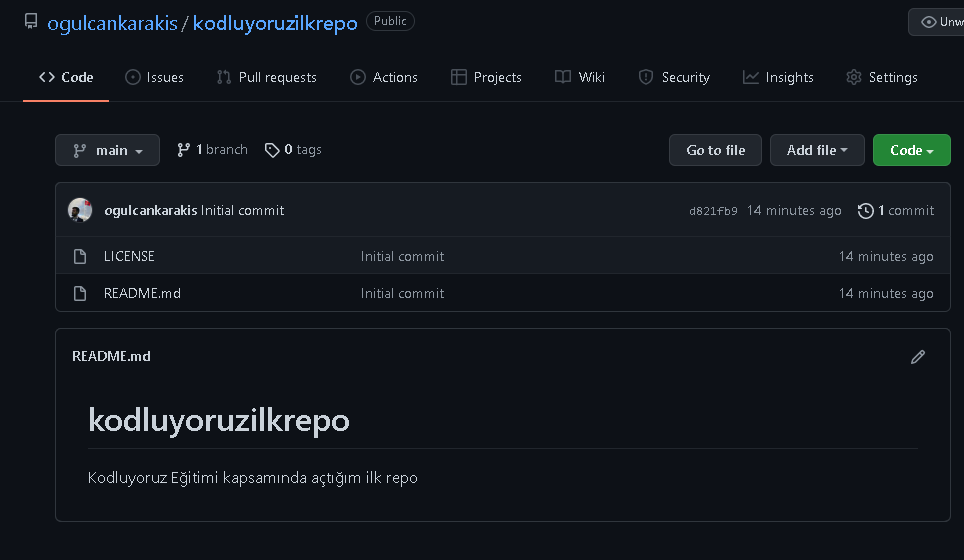 ogulcankarakis / kodluyoruzilkrepo Public
Unw
Code Issues Pull requests Actions Projects Wiki Security Insights Settings
main 1 branch 0 tags Go to file Add file Code
ogulcankarakis Initial commit d821fb9 14 minutes ago 1 commit
LICENSE Initial commit 14 minutes ago
README.md Initial commit 14 minutes ago
README.md
kodluyoruzilkrepo
Kodluyoruz Eğitimi kapsamında açtığım ilk repo